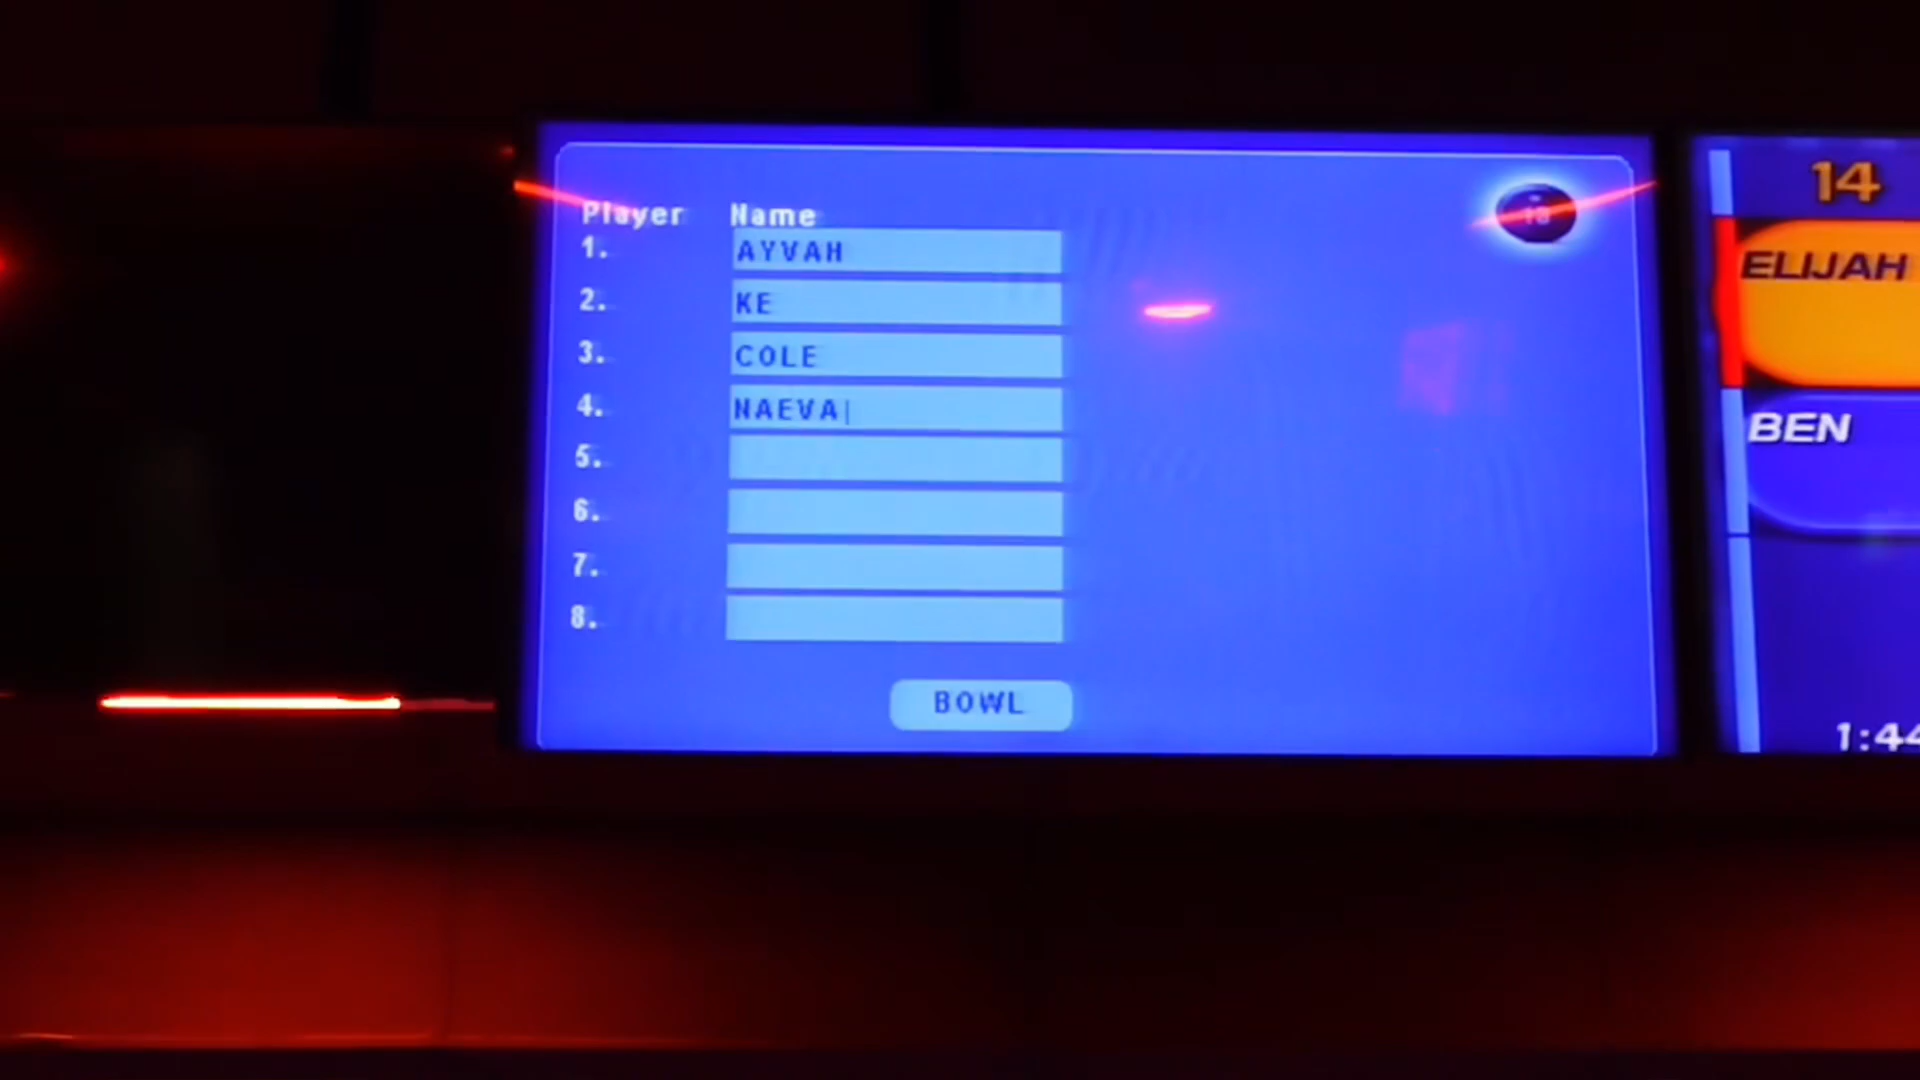 Player Name
1. AYVAH
2. KE
3. COLE
4. NAEVA
5.
6.
7.
8.
BOWL
14
ELIJAH
BEN
1:44